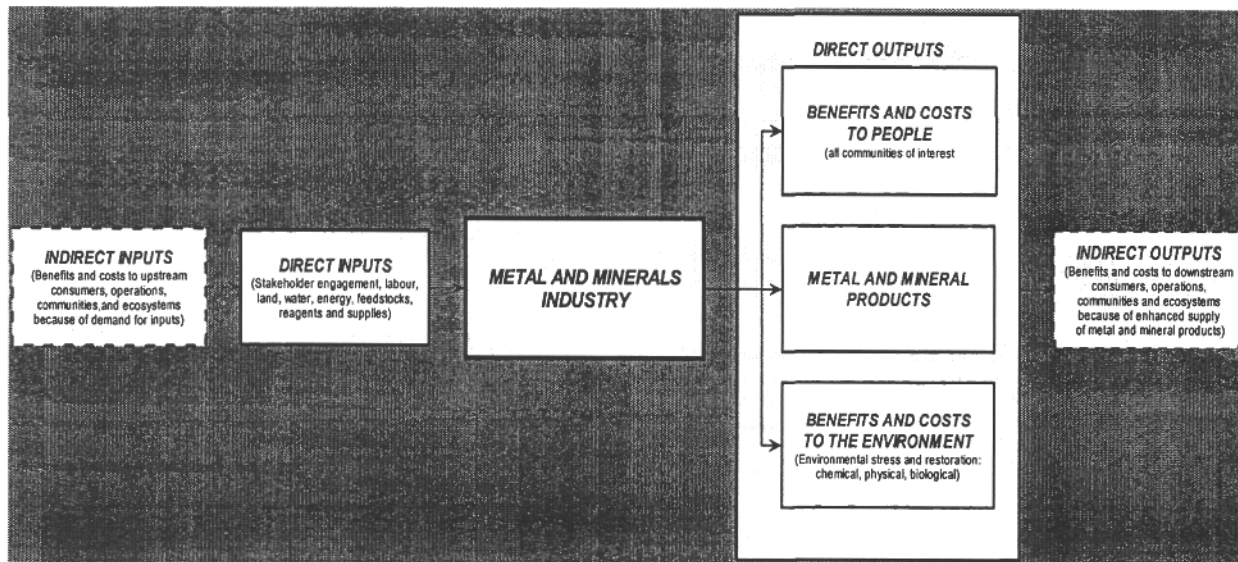 INDIRECT INPUTS
(Benefits and costs to upstream
consumers, operations,
communities,and ecosystems
because of demand for inputs)
DIRECT INPUTS
(Stakeholder engagement, labour,
land, water, energy, feedstocks,
reagents and supplies)
METAL AND MINERALS
INDUSTRY
DIRECT OUTPUTS
BENEFITS AND COSTS
TO PEOPLE
(all communities of interest
METAL AND MINERAL
PRODUCTS
BENEFITS AND COSTS
TO THE ENVIRONMENT
(Environmental stress and restoration:
chemical, physical, biological)
INDIRECT OUTPUTS
(Benefits and costs to downstream
consumers, operations,
communities and ecosystems
because of enhanced supply
of metal and mineral products)